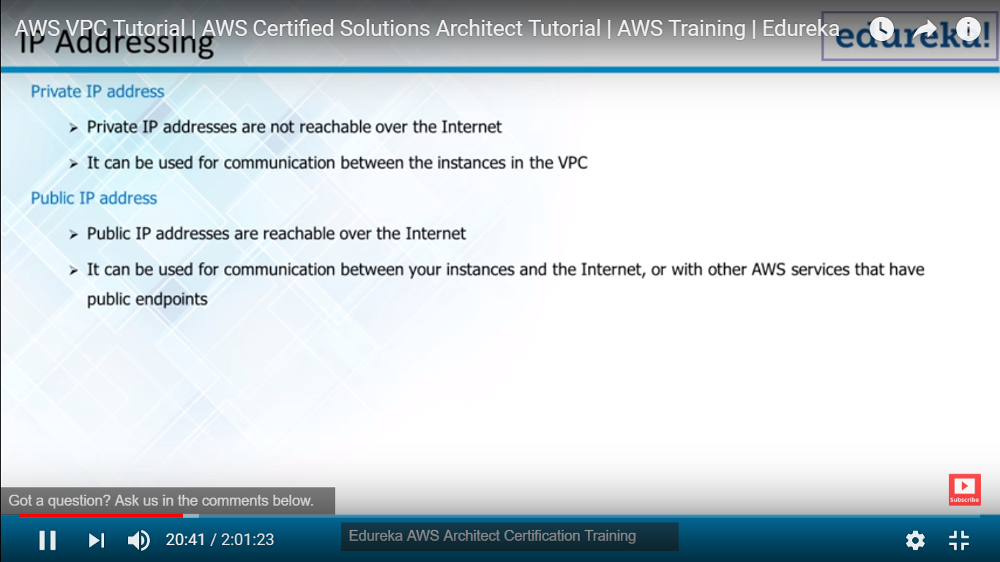 AWS VPC Tutorial | AWS Certified Solutions Architect Tutorial | AWS Training | Edureka
IP Addressing
edureka!
Private IP address
➢ Private IP addresses are not reachable over the Internet
➢ It can be used for communication between the instances in the VPC
Public IP address
➢ Public IP addresses are reachable over the Internet
➢ It can be used for communication between your instances and the Internet, or with other AWS services that have
public endpoints
Subscribe
Got a question? Ask us in the comments below.
20:41 / 2:01:23
Edureka AWS Architect Certification Training